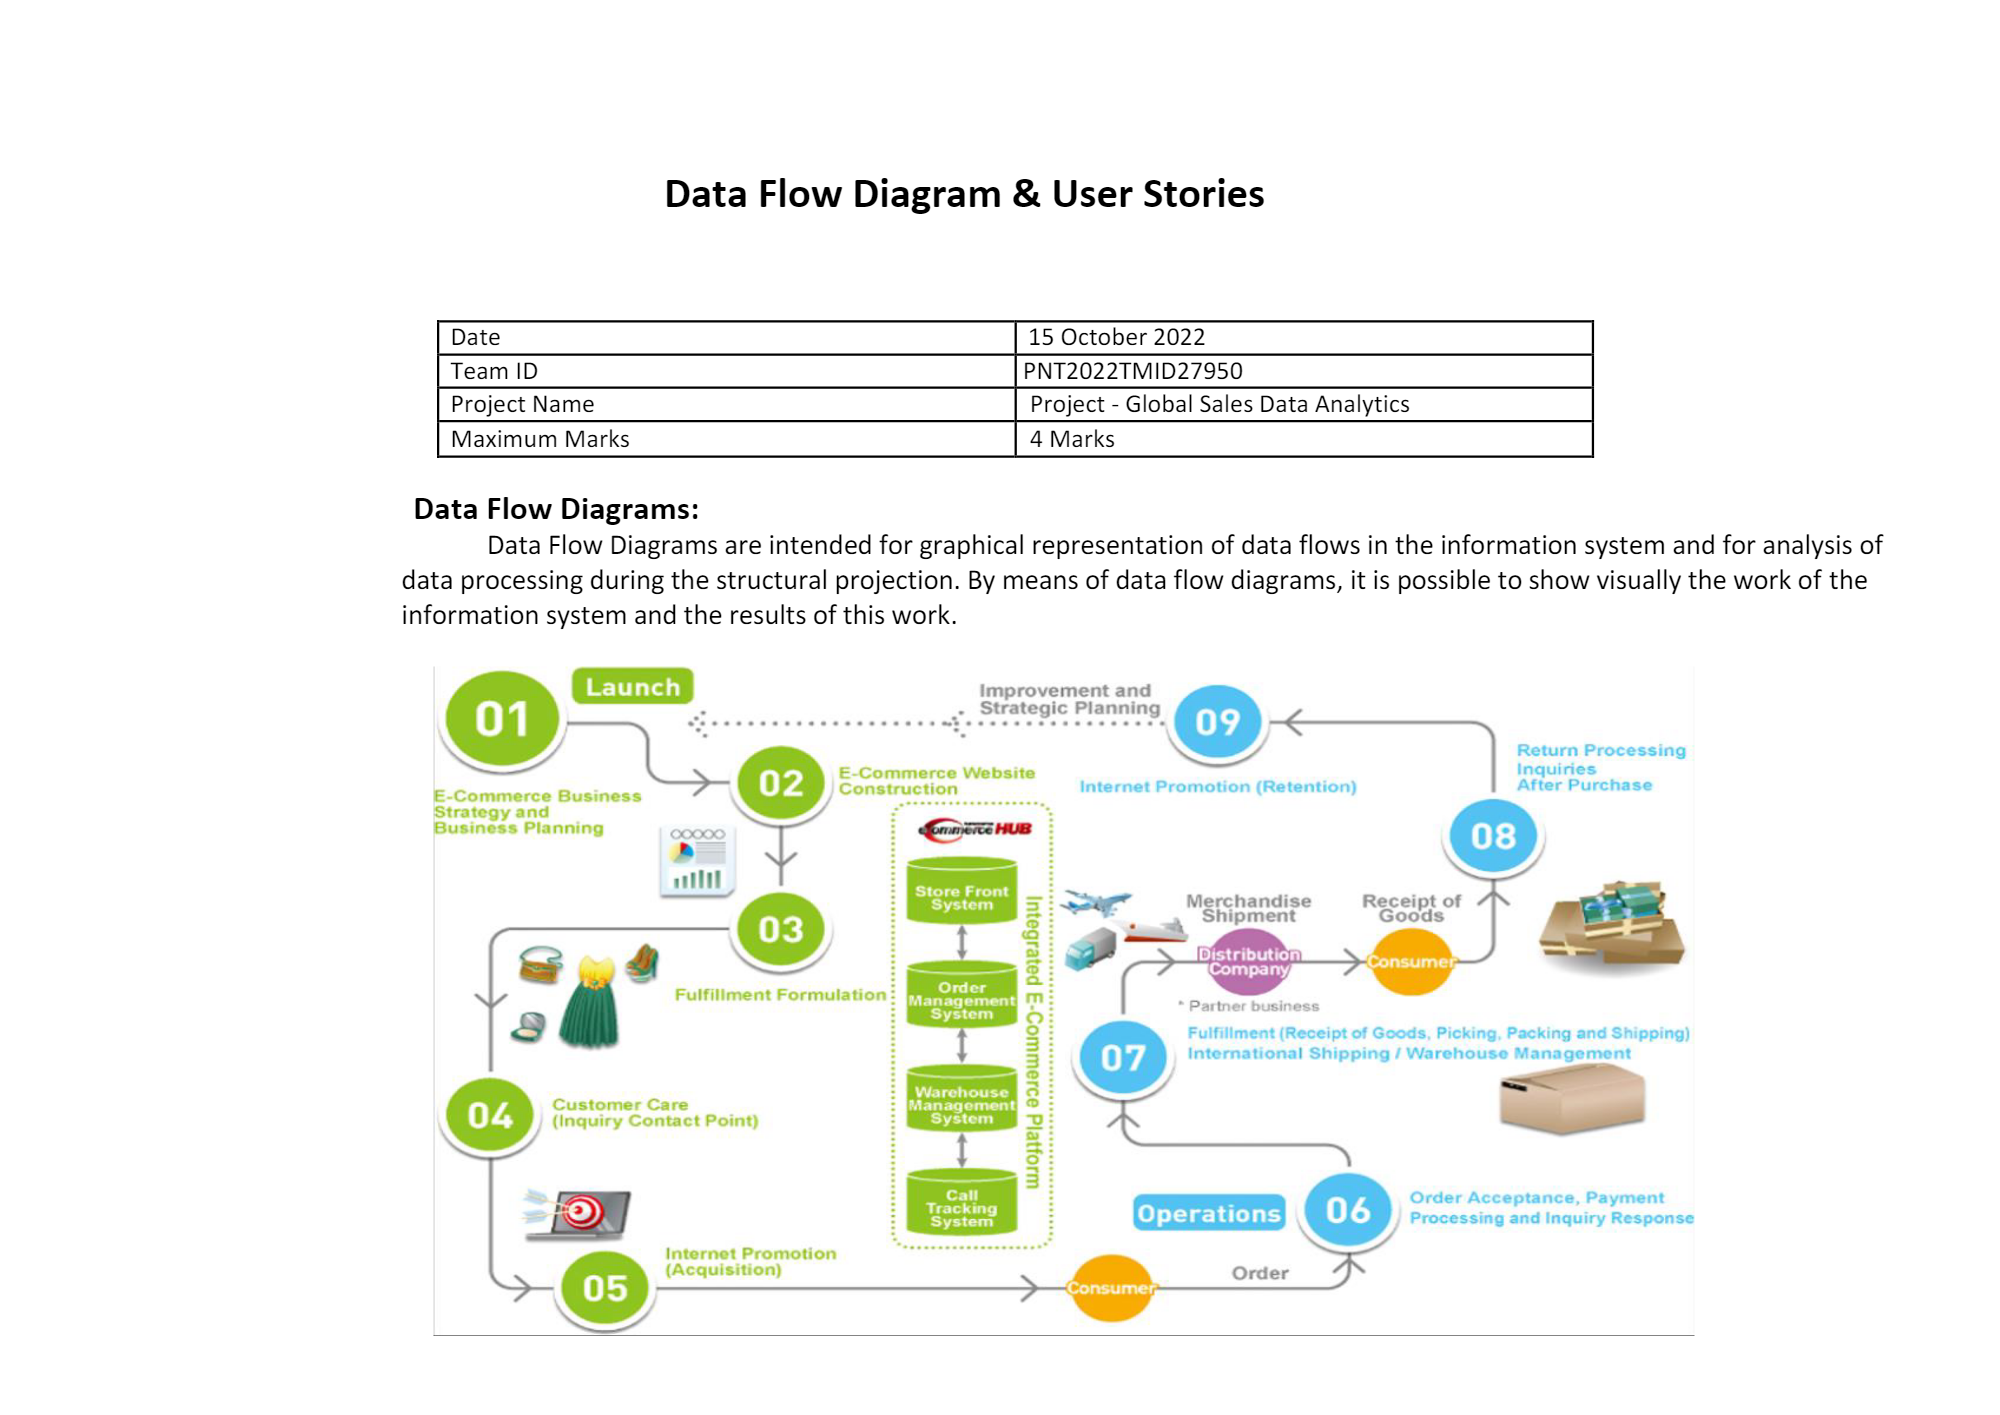 Data Flow Diagram & User Stories
Date 15 October 2022
Team ID PNT2022TMID27950
Project Name Project - Global Sales Data Analytics
Maximum Marks 4 Marks
Data Flow Diagrams:
Data Flow Diagrams are intended for graphical representation of data flows in the information system and for analysis of
data processing during the structural projection. By means of data flow diagrams, it is possible to show visually the work of the
information system and the results of this work.
01
Launch
E-Commerce Business
Strategy and
Business Planning
02
E-Commerce Website
Construction
03
Fulfillment Formulation
04
Customer Care
(Inquiry Contact Point)
05
Internet Promotion
(Acquisition)
eCommerce HUB
Store Front
System
Order
Management
System
Warehouse
Management
System
Call
Tracking
System
Integrated E-Commerce Platform
Consumer
Order
Operations
06
Order Acceptance, Payment
Processing and Inquiry Response
07
Fulfillment (Receipt of Goods, Picking, Packing and Shipping)
International Shipping / Warehouse Management
Merchandise
Shipment
Distribution
Company
* Partner business
Receipt of
Goods
Consumer
08
Return Processing
Inquiries
After Purchase
09
Internet Promotion (Retention)
Improvement and
Strategic Planning